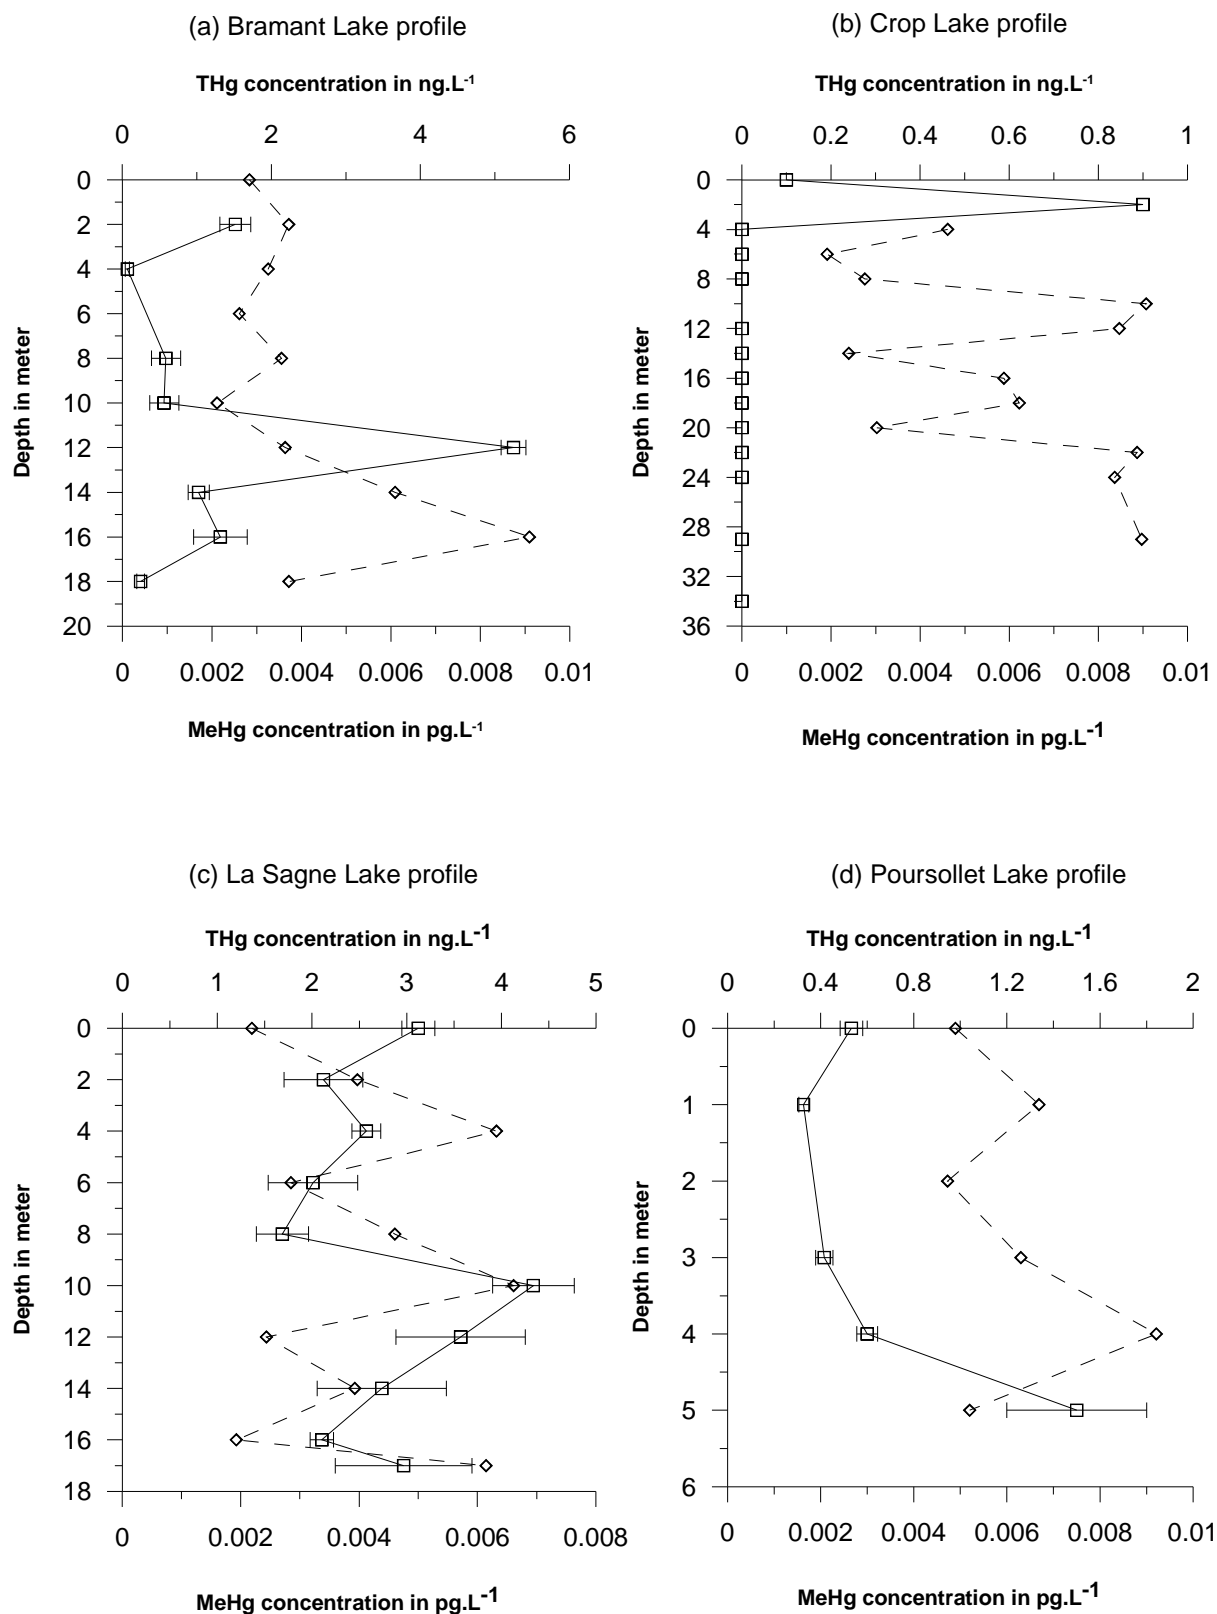 (a) Bramant Lake profile
THg concentration in ng.L-1
0 2 4 6
0
2
4
6
8
10
12
14
16
18
20
Depth in meter
0 0.002 0.004 0.006 0.008 0.01
MeHg concentration in pg.L-1
(b) Crop Lake profile
THg concentration in ng.L-1
0 0.2 0.4 0.6 0.8 1
0
4
8
12
16
20
24
28
32
36
Depth in meter
0 0.002 0.004 0.006 0.008 0.01
MeHg concentration in pg.L-1
(c) La Sagne Lake profile
THg concentration in ng.L-1
0 1 2 3 4 5
0
2
4
6
8
10
12
14
16
18
Depth in meter
0 0.002 0.004 0.006 0.008
MeHg concentration in pg.L-1
(d) Poursollet Lake profile
THg concentration in ng.L-1
0 0.4 0.8 1.2 1.6 2
0
1
2
3
4
5
6
Depth in meter
0 0.002 0.004 0.006 0.008 0.01
MeHg concentration in pg.L-1